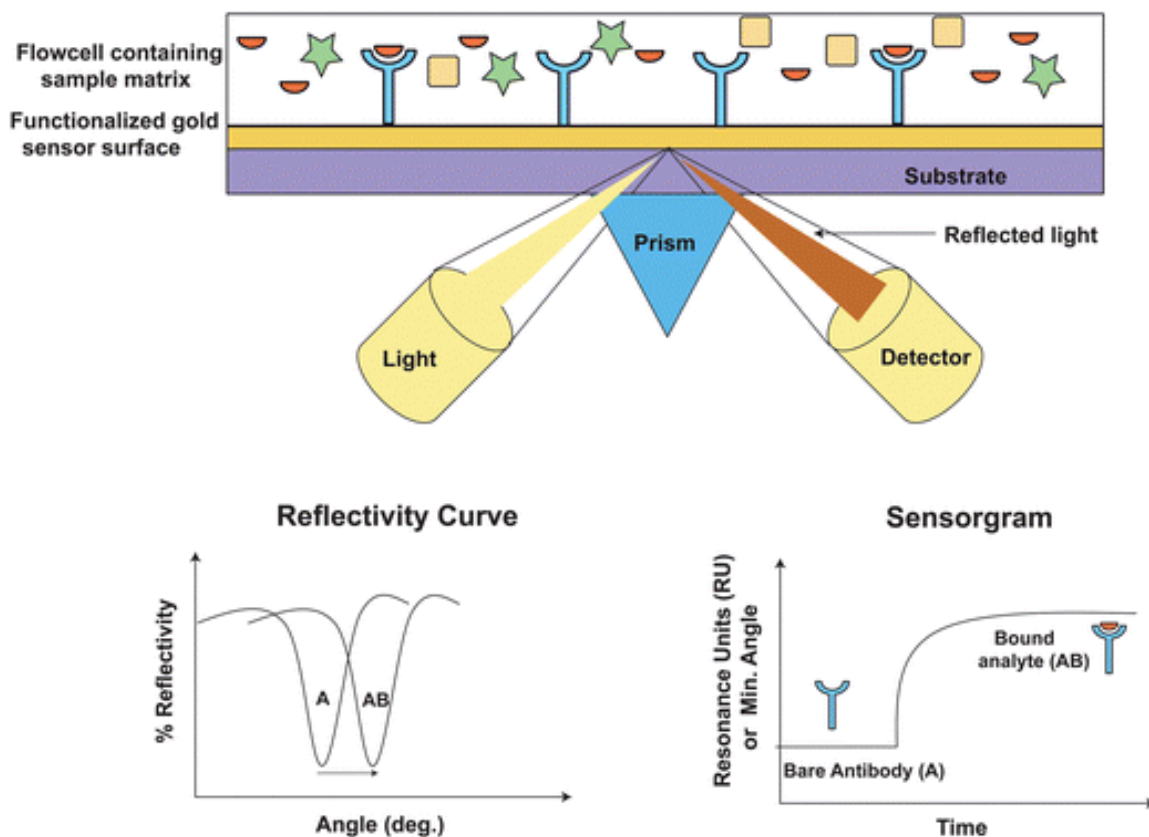 Flowcell containing
sample matrix
Functionalized gold
sensor surface
Substrate
Prism
Reflected light
Light
Detector
Reflectivity Curve
% Reflectivity
A
AB
Angle (deg.)
Sensorgram
Resonance Units (RU)
or Min. Angle
Bound
analyte (AB)
Bare Antibody (A)
Time